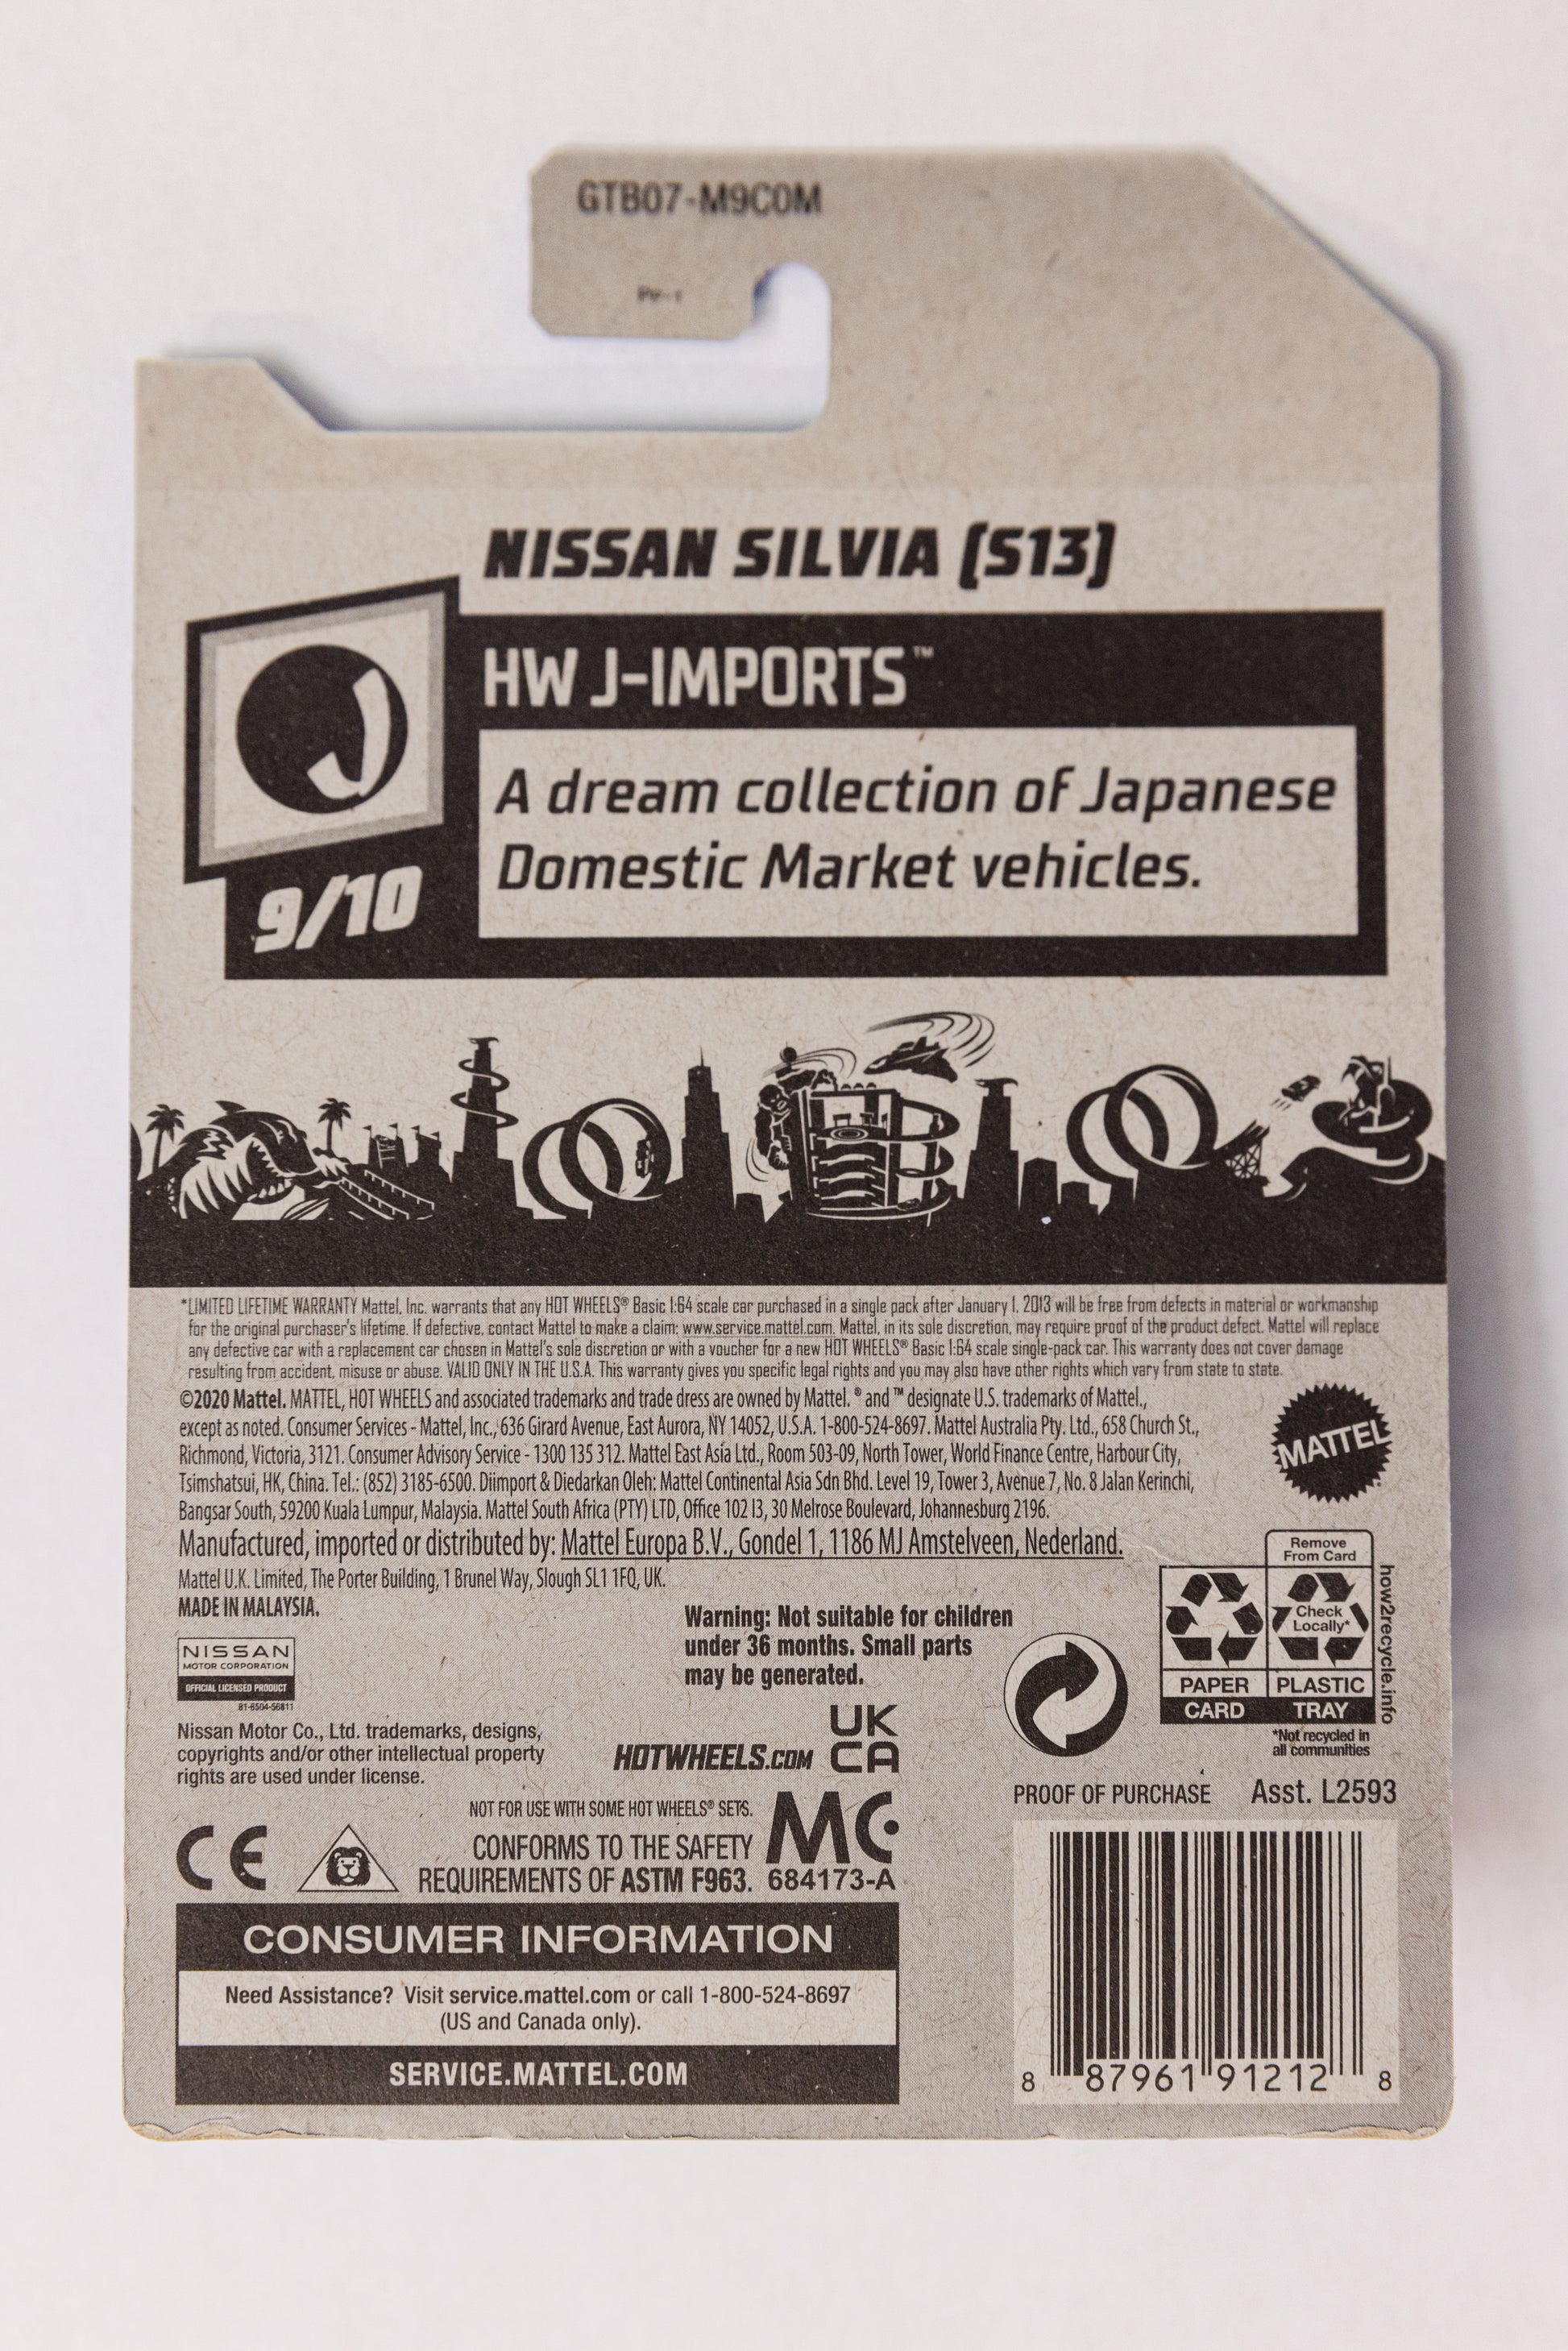 GTB07-M9C0M
NISSAN SILVIA (S13)
HW J-IMPORTS™
A dream collection of Japanese
Domestic Market vehicles.
9/10
*LIMITED LIFETIME WARRANTY Mattel, Inc. warrants that any HOT WHEELS® Basic 1:64 scale car purchased in a single pack after January 1, 2013 will be free from defects in material or workmanship
for the original purchaser's lifetime. If defective, contact Mattel to make a claim: www.service.mattel.com. Mattel, in its sole discretion, may require proof of the product defect. Mattel will replace
any defective car with a replacement car chosen in Mattel's sole discretion or with a voucher for a new HOT WHEELS® Basic 1:64 scale single-pack car. This warranty does not cover damage
resulting from accident, misuse or abuse. VALID ONLY IN THE U.S.A. This warranty gives you specific legal rights and you may also have other rights which vary from state to state.
©2020 Mattel. MATTEL, HOT WHEELS and associated trademarks and trade dress are owned by Mattel. ® and ™ designate U.S. trademarks of Mattel.,
except as noted. Consumer Services - Mattel, Inc., 636 Girard Avenue, East Aurora, NY 14052, U.S.A. 1-800-524-8697. Mattel Australia Pty. Ltd., 658 Church St.,
Richmond, Victoria, 3121. Consumer Advisory Service - 1300 135 312. Mattel East Asia Ltd., Room 503-09, North Tower, World Finance Centre, Harbour City,
Tsimshatsui, HK, China. Tel.: (852) 3185-6500. Diimport & Diedarkan Oleh: Mattel Continental Asia Sdn Bhd. Level 19, Tower 3, Avenue 7, No. 8 Jalan Kerinchi,
Bangsar South, 59200 Kuala Lumpur, Malaysia. Mattel South Africa (PTY) LTD, Office 102 I3, 30 Melrose Boulevard, Johannesburg 2196.
MATTEL
Manufactured, imported or distributed by: Mattel Europa B.V., Gondel 1, 1186 MJ Amstelveen, Nederland.
Mattel U.K. Limited, The Porter Building, 1 Brunel Way, Slough SL1 1FQ, UK.
MADE IN MALAYSIA.
NISSAN
MOTOR CORPORATION
OFFICIAL LICENSED PRODUCT
81-6504-56811
Nissan Motor Co., Ltd. trademarks, designs,
copyrights and/or other intellectual property
rights are used under license.
Warning: Not suitable for children
under 36 months. Small parts
may be generated.
HOTWHEELS.COM
UK
CA
Remove
From Card
Check
Locally*
PAPER
CARD
PLASTIC
TRAY
how2recycle.info
*Not recycled in
all communities
NOT FOR USE WITH SOME HOT WHEELS® SETS.
CONFORMS TO THE SAFETY
REQUIREMENTS OF ASTM F963.
MC
684173-A
CE
PROOF OF PURCHASE
Asst. L2593
CONSUMER INFORMATION
Need Assistance? Visit service.mattel.com or call 1-800-524-8697
(US and Canada only).
SERVICE.MATTEL.COM
8 87961 91212 8